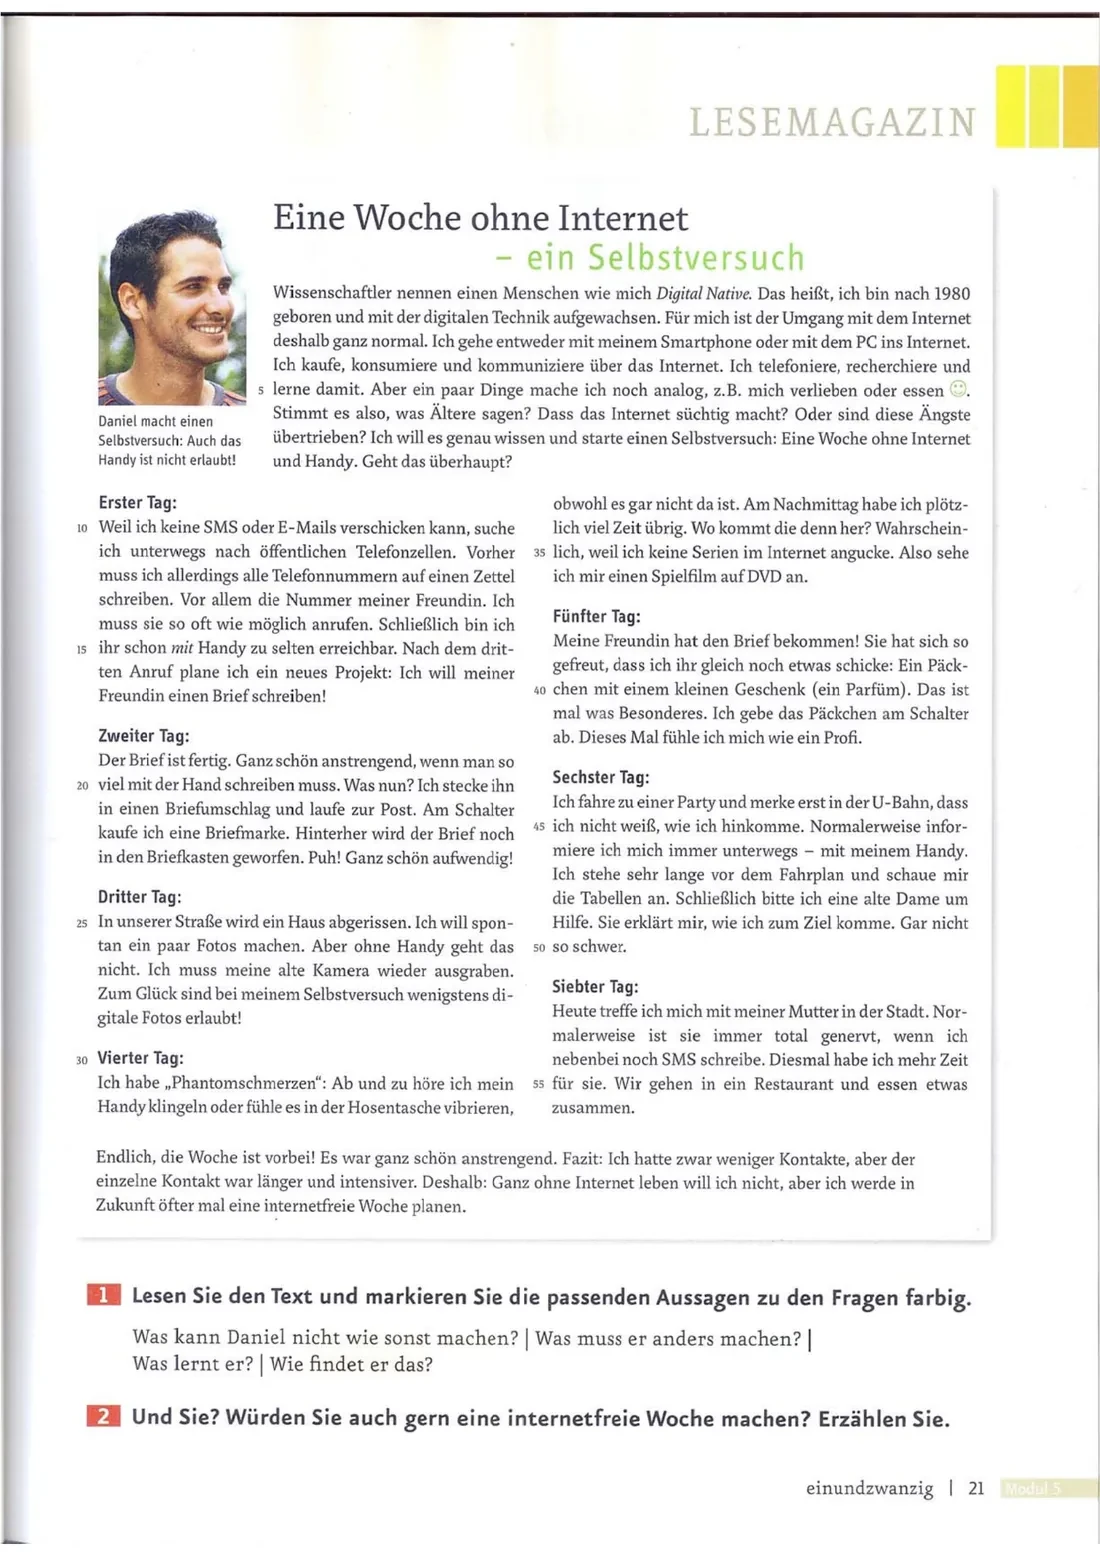 LESEMAGAZIN
Eine Woche ohne Internet
– ein Selbstversuch
Daniel macht einen
Selbstversuch: Auch das
Handy ist nicht erlaubt!
Wissenschaftler nennen einen Menschen wie mich Digital Native. Das heißt, ich bin nach 1980
geboren und mit der digitalen Technik aufgewachsen. Für mich ist der Umgang mit dem Internet
deshalb ganz normal. Ich gehe entweder mit meinem Smartphone oder mit dem PC ins Internet.
Ich kaufe, konsumiere und kommuniziere über das Internet. Ich telefoniere, recherchiere und
5 lerne damit. Aber ein paar Dinge mache ich noch analog, z.B. mich verlieben oder essen ☺.
Stimmt es also, was Ältere sagen? Dass das Internet süchtig macht? Oder sind diese Ängste
übertrieben? Ich will es genau wissen und starte einen Selbstversuch: Eine Woche ohne Internet
und Handy. Geht das überhaupt?
Erster Tag:
10 Weil ich keine SMS oder E-Mails verschicken kann, suche
ich unterwegs nach öffentlichen Telefonzellen. Vorher
muss ich allerdings alle Telefonnummern auf einen Zettel
schreiben. Vor allem die Nummer meiner Freundin. Ich
muss sie so oft wie möglich anrufen. Schließlich bin ich
15 ihr schon mit Handy zu selten erreichbar. Nach dem drit-
ten Anruf plane ich ein neues Projekt: Ich will meiner
Freundin einen Brief schreiben!
Zweiter Tag:
Der Brief ist fertig. Ganz schön anstrengend, wenn man so
20 viel mit der Hand schreiben muss. Was nun? Ich stecke ihn
in einen Briefumschlag und laufe zur Post. Am Schalter
kaufe ich eine Briefmarke. Hinterher wird der Brief noch
in den Briefkasten geworfen. Puh! Ganz schön aufwendig!
Dritter Tag:
25 In unserer Straße wird ein Haus abgerissen. Ich will spon-
tan ein paar Fotos machen. Aber ohne Handy geht das
nicht. Ich muss meine alte Kamera wieder ausgraben.
Zum Glück sind bei meinem Selbstversuch wenigstens di-
gitale Fotos erlaubt!
30 Vierter Tag:
Ich habe „Phantomschmerzen“: Ab und zu höre ich mein
Handy klingeln oder fühle es in der Hosentasche vibrieren,
obwohl es gar nicht da ist. Am Nachmittag habe ich plötz-
lich viel Zeit übrig. Wo kommt die denn her? Wahrschein-
35 lich, weil ich keine Serien im Internet angucke. Also sehe
ich mir einen Spielfilm auf DVD an.
Fünfter Tag:
Meine Freundin hat den Brief bekommen! Sie hat sich so
gefreut, dass ich ihr gleich noch etwas schicke: Ein Päck-
40 chen mit einem kleinen Geschenk (ein Parfüm). Das ist
mal was Besonderes. Ich gebe das Päckchen am Schalter
ab. Dieses Mal fühle ich mich wie ein Profi.
Sechster Tag:
Ich fahre zu einer Party und merke erst in der U-Bahn, dass
45 ich nicht weiß, wie ich hinkomme. Normalerweise infor-
miere ich mich immer unterwegs – mit meinem Handy.
Ich stehe sehr lange vor dem Fahrplan und schaue mir
die Tabellen an. Schließlich bitte ich eine alte Dame um
Hilfe. Sie erklärt mir, wie ich zum Ziel komme. Gar nicht
50 so schwer.
Siebter Tag:
Heute treffe ich mich mit meiner Mutter in der Stadt. Nor-
malerweise ist sie immer total genervt, wenn ich
nebenbei noch SMS schreibe. Diesmal habe ich mehr Zeit
55 für sie. Wir gehen in ein Restaurant und essen etwas
zusammen.
Endlich, die Woche ist vorbei! Es war ganz schön anstrengend. Fazit: Ich hatte zwar weniger Kontakte, aber der
einzelne Kontakt war länger und intensiver. Deshalb: Ganz ohne Internet leben will ich nicht, aber ich werde in
Zukunft öfter mal eine internetfreie Woche planen.
1 Lesen Sie den Text und markieren Sie die passenden Aussagen zu den Fragen farbig.
Was kann Daniel nicht wie sonst machen? | Was muss er anders machen? |
Was lernt er? | Wie findet er das?
2 Und Sie? Würden Sie auch gern eine internetfreie Woche machen? Erzählen Sie.
einundzwanzig | 21 Modul 5